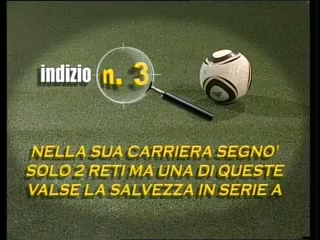 indizio n. 3
NELLA SUA CARRIERA SEGNO'
SOLO 2 RETI MA UNA DI QUESTE
VALSE LA SALVEZZA IN SERIE A